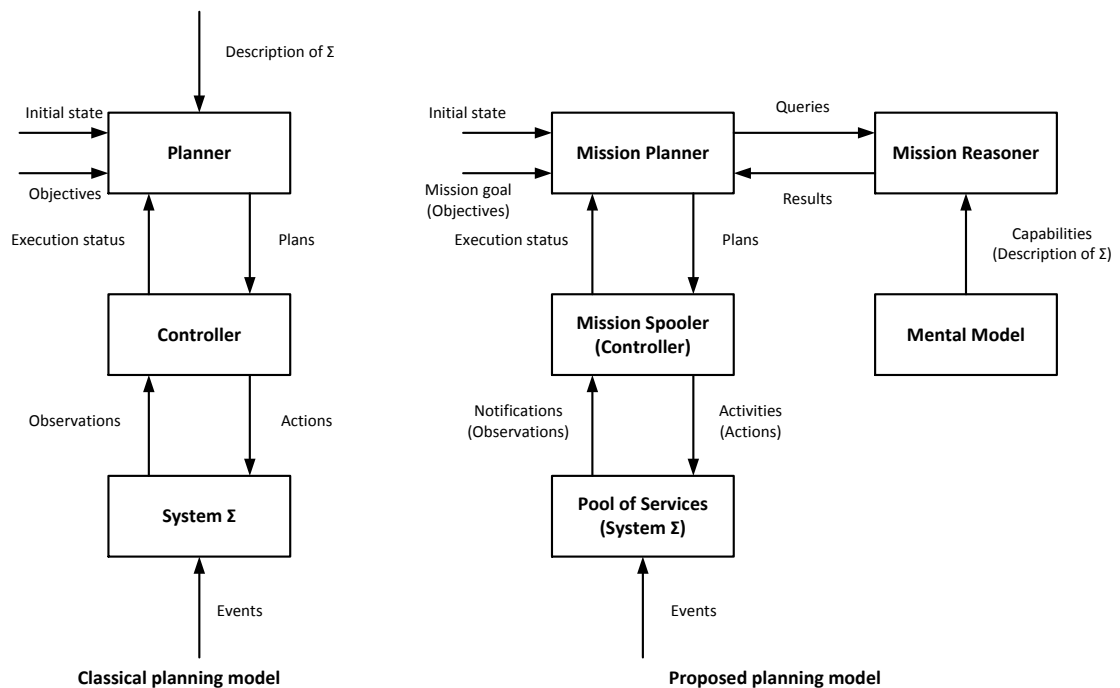 Description of Σ
Initial state
Planner
Objectives
Execution status
Plans
Controller
Observations
Actions
System Σ
Events
Classical planning model
Initial state
Mission Planner
Queries
Mission Reasoner
Mission goal
(Objectives)
Results
Execution status
Plans
Capabilities
(Description of Σ)
Mission Spooler
(Controller)
Mental Model
Notifications
(Observations)
Activities
(Actions)
Pool of Services
(System Σ)
Events
Proposed planning model